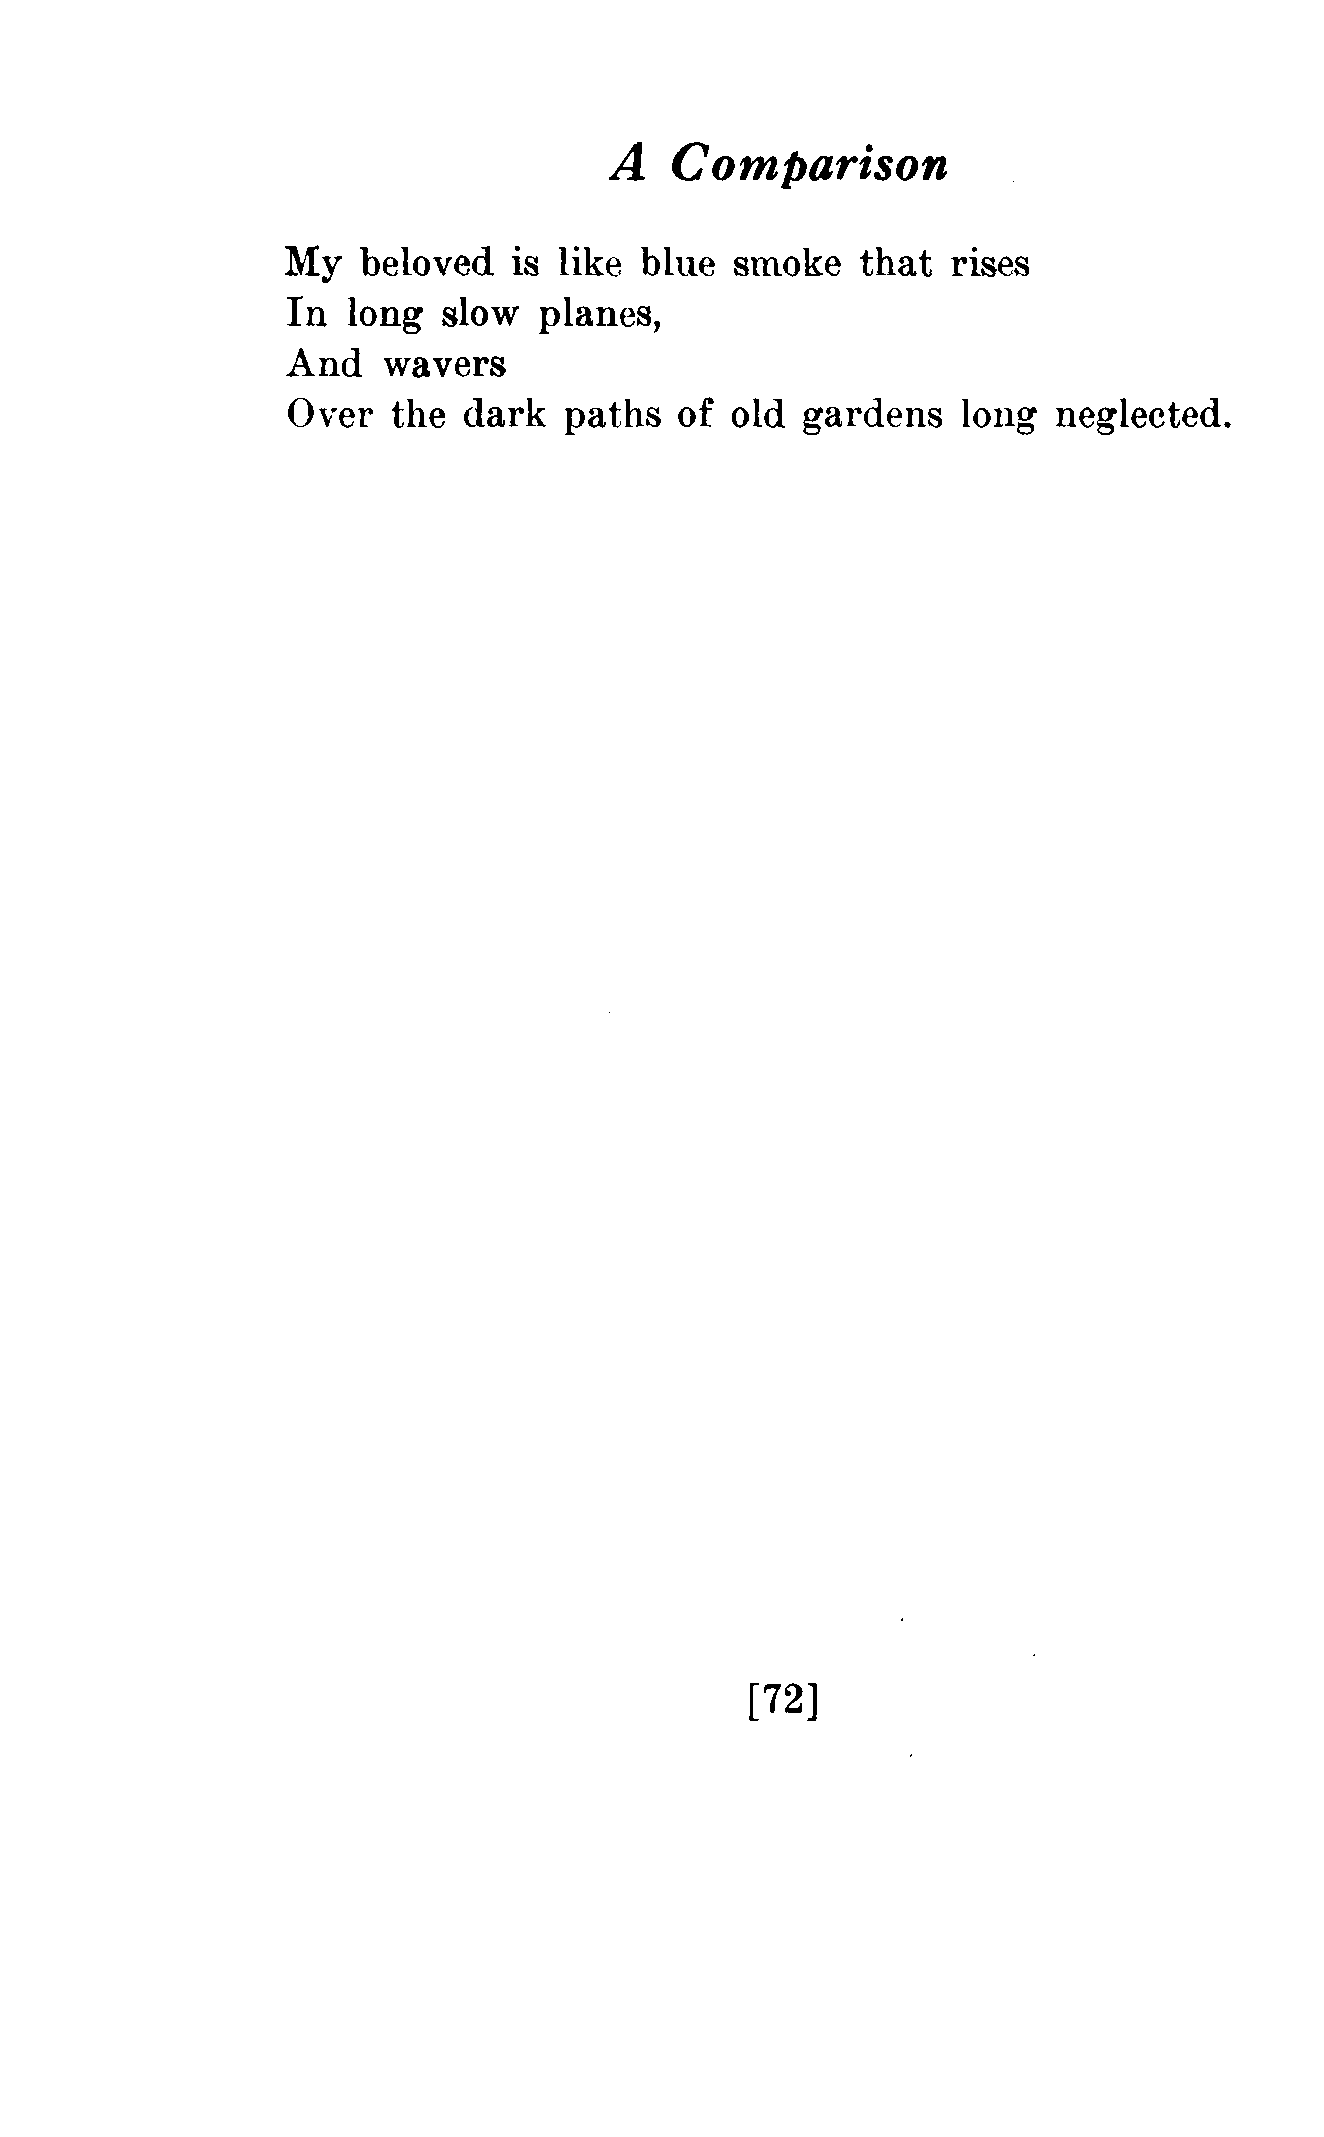 A Comparison
My beloved is like blue smoke that rises
In long slow planes,
And wavers
Over the dark paths of old gardens long neglected.
[72]